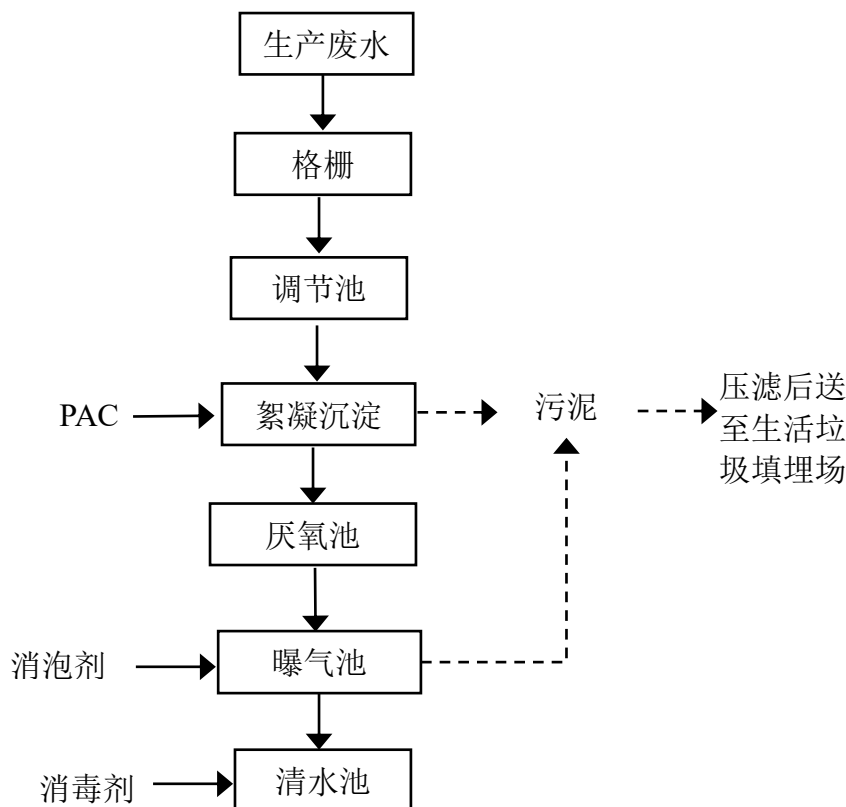 生产废水
格栅
调节池
PAC
絮凝沉淀
污泥
压滤后送
至生活垃
圾填埋场
厌氧池
消泡剂
曝气池
消毒剂
清水池